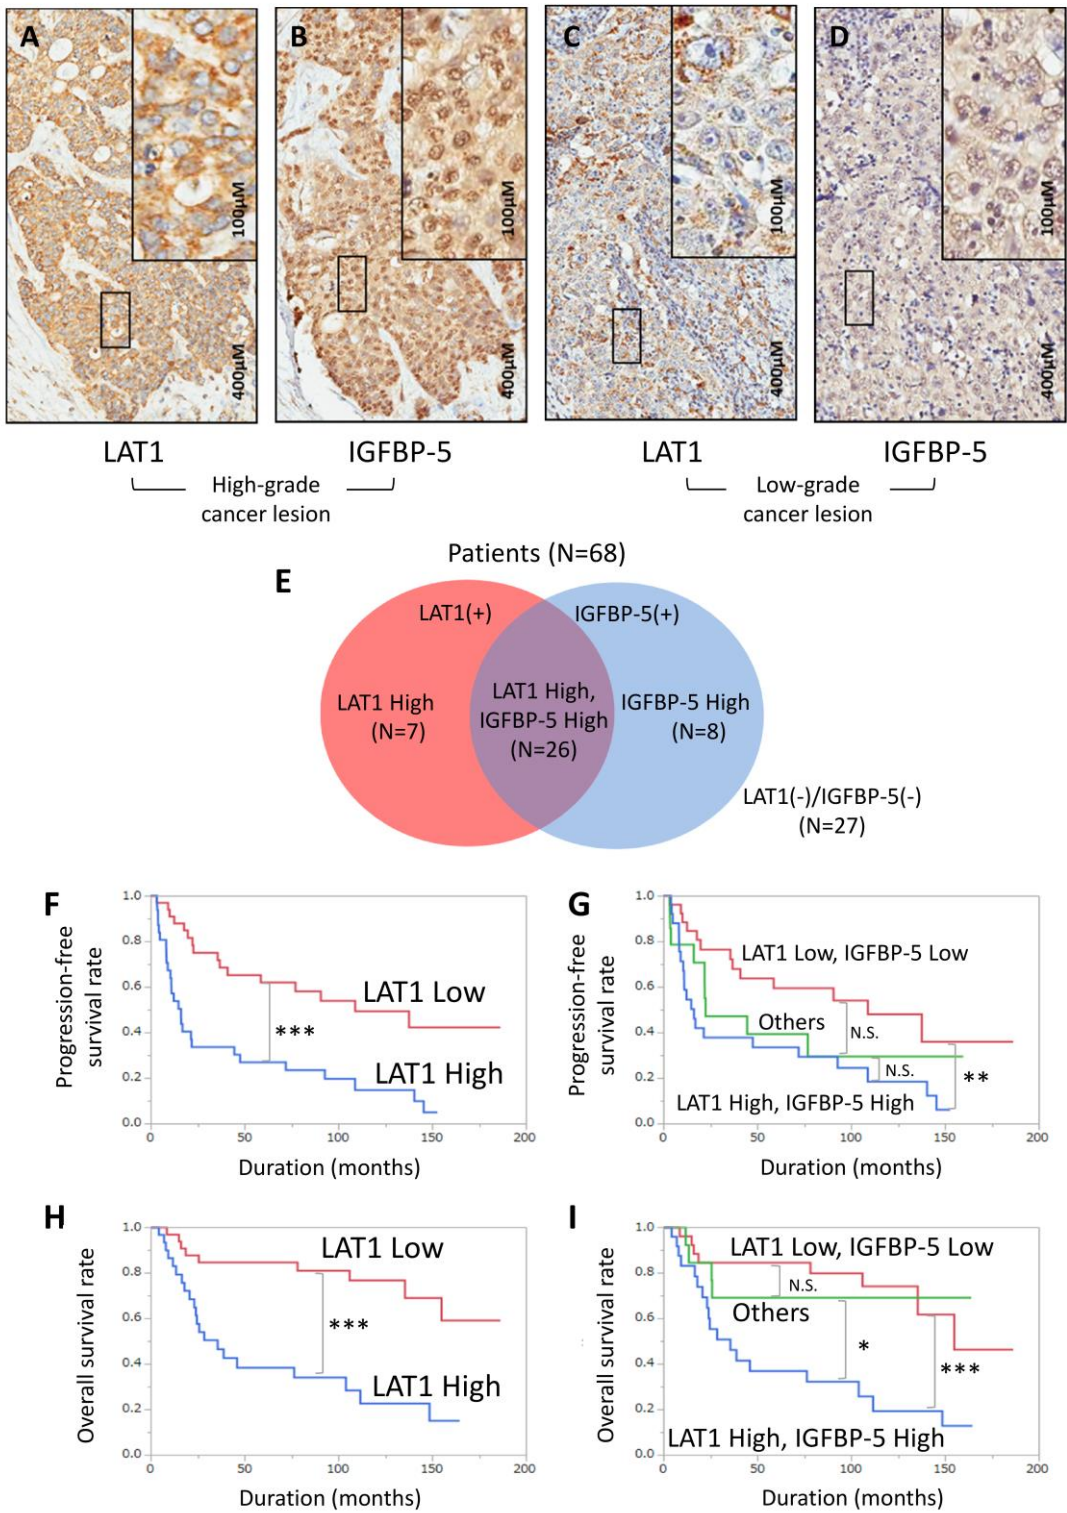 A
B
C
D
100μM
100μM
100μM
100μM
400μM
400μM
400μM
400μM
LAT1
IGFBP-5
LAT1
IGFBP-5
High-grade
cancer lesion
Low-grade
cancer lesion
Patients (N=68)
E
LAT1(+)
IGFBP-5(+)
LAT1 High
(N=7)
LAT1 High,
IGFBP-5 High
(N=26)
IGFBP-5 High
(N=8)
LAT1(-)/IGFBP-5(-)
(N=27)
F
Progression-free
survival rate
1.0
0.8
0.6
0.4
0.2
0.0
LAT1 Low
***
LAT1 High
0 50 100 150 200
Duration (months)
G
Progression-free
survival rate
1.0
0.8
0.6
0.4
0.2
0.0
LAT1 Low, IGFBP-5 Low
Others
N.S.
N.S.
**
LAT1 High, IGFBP-5 High
0 50 100 150 200
Duration (months)
H
Overall survival rate
1.0
0.8
0.6
0.4
0.2
0.0
LAT1 Low
***
LAT1 High
0 50 100 150 200
Duration (months)
I
Overall survival rate
1.0
0.8
0.6
0.4
0.2
0.0
LAT1 Low, IGFBP-5 Low
N.S.
Others
*
***
LAT1 High, IGFBP-5 High
0 50 100 150 200
Duration (months)